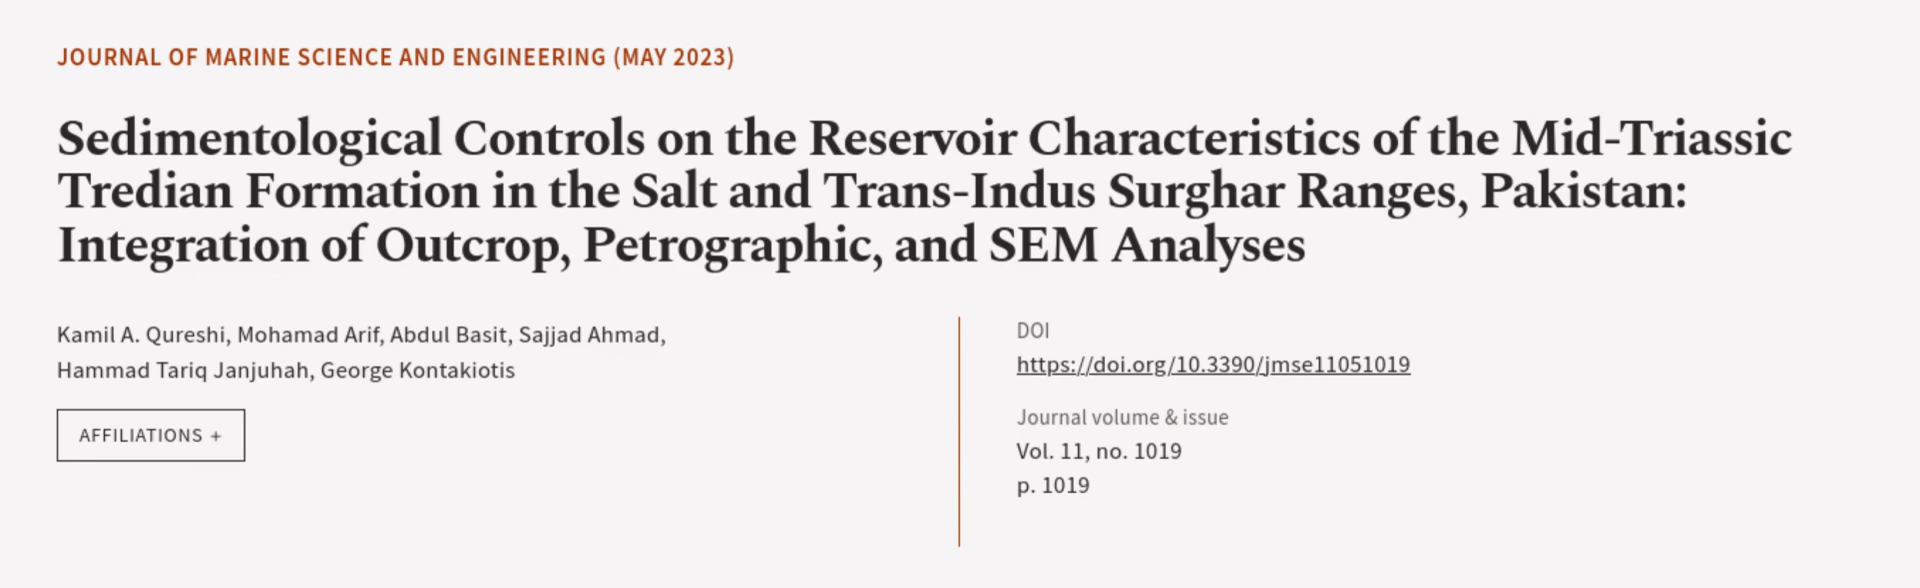 JOURNAL OF MARINE SCIENCE AND ENGINEERING (MAY 2023)
Sedimentological Controls on the Reservoir Characteristics of the Mid-Triassic
Tredian Formation in the Salt and Trans-Indus Surghar Ranges, Pakistan:
Integration of Outcrop, Petrographic, and SEM Analyses
Kamil A. Qureshi, Mohamad Arif, Abdul Basit, Sajjad Ahmad,
Hammad Tariq Janjuhah, George Kontakiotis
AFFILIATIONS +
DOI
https://doi.org/10.3390/jmse11051019
Journal volume & issue
Vol. 11, no. 1019
p. 1019